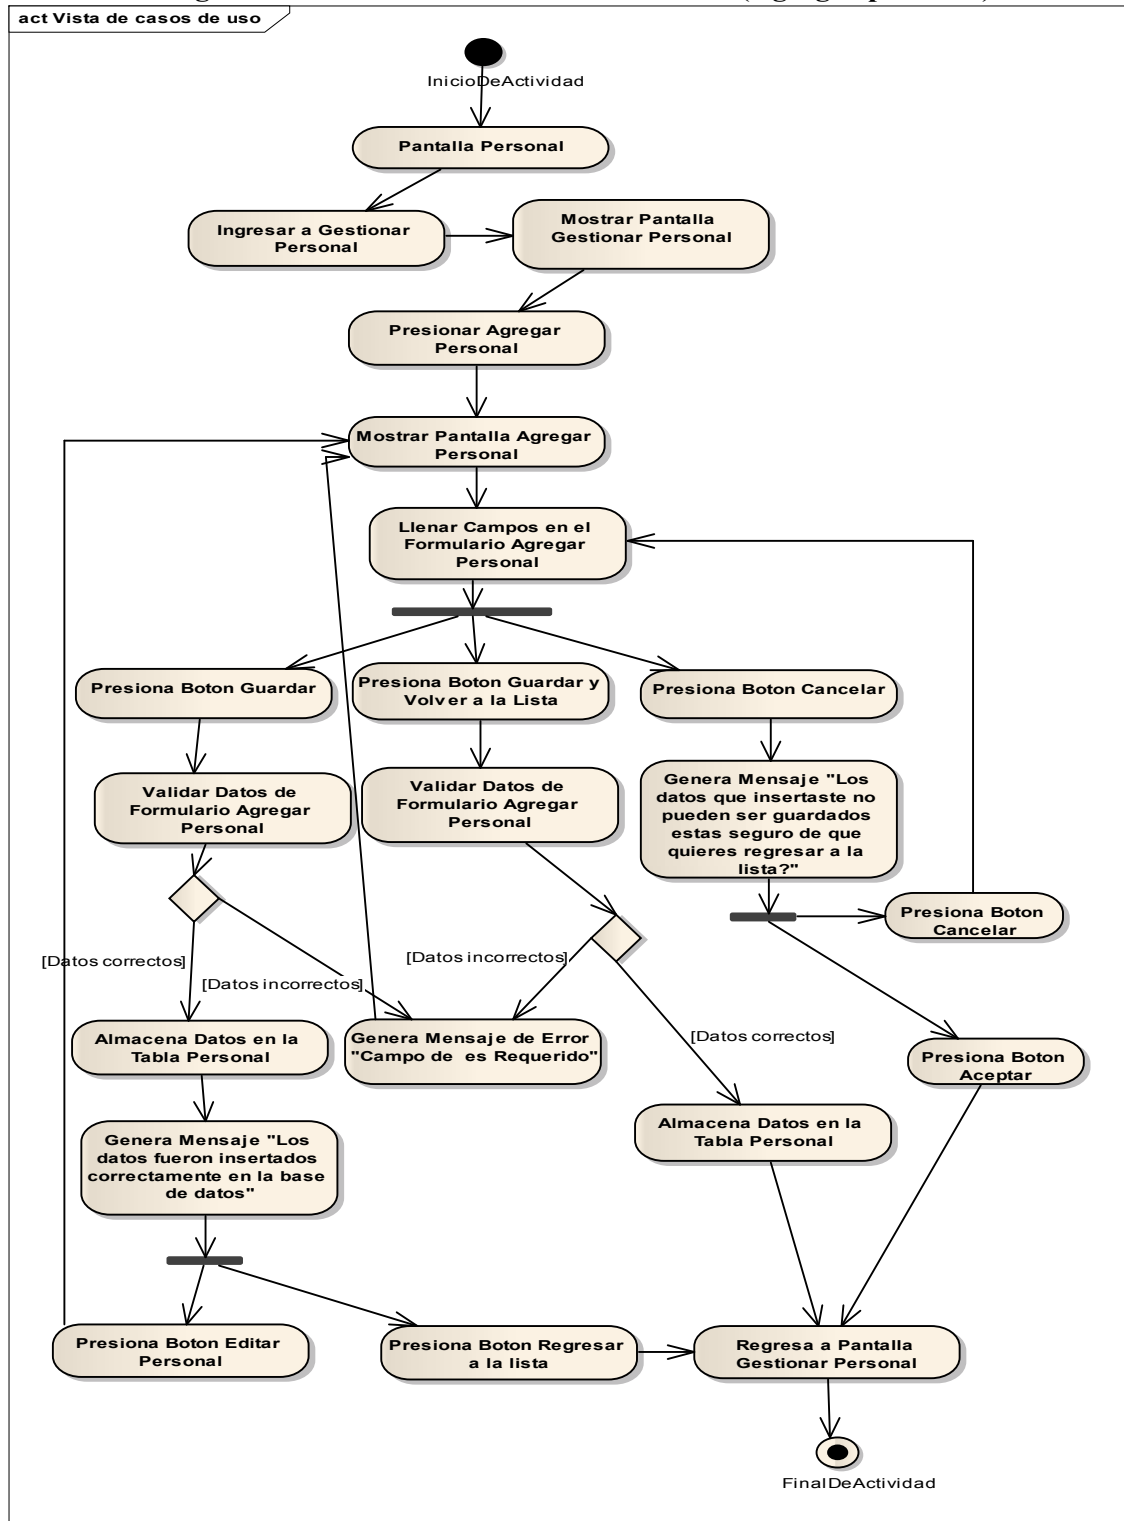 act Vista de casos de uso
InicioDeActividad
Pantalla Personal
Ingresar a Gestionar
Personal
Mostrar Pantalla
Gestionar Personal
Presionar Agregar
Personal
Mostrar Pantalla Agregar
Personal
Llenar Campos en el
Formulario Agregar
Personal
Presiona Boton Guardar
Presiona Boton Guardar y
Volver a la Lista
Presiona Boton Cancelar
Validar Datos de
Formulario Agregar
Personal
Validar Datos de
Formulario Agregar
Personal
Genera Mensaje "Los
datos que insertaste no
pueden ser guardados
estas seguro de que
quieres regresar a la
lista?"
Presiona Boton
Cancelar
[Datos correctos]
[Datos incorrectos]
[Datos incorrectos]
[Datos correctos]
Almacena Datos en la
Tabla Personal
Genera Mensaje de Error
"Campo de es Requerido"
Presiona Boton
Aceptar
Genera Mensaje "Los
datos fueron insertados
correctamente en la base
de datos"
Almacena Datos en la
Tabla Personal
Presiona Boton Editar
Personal
Presiona Boton Regresar
a la lista
Regresa a Pantalla
Gestionar Personal
FinalDeActividad